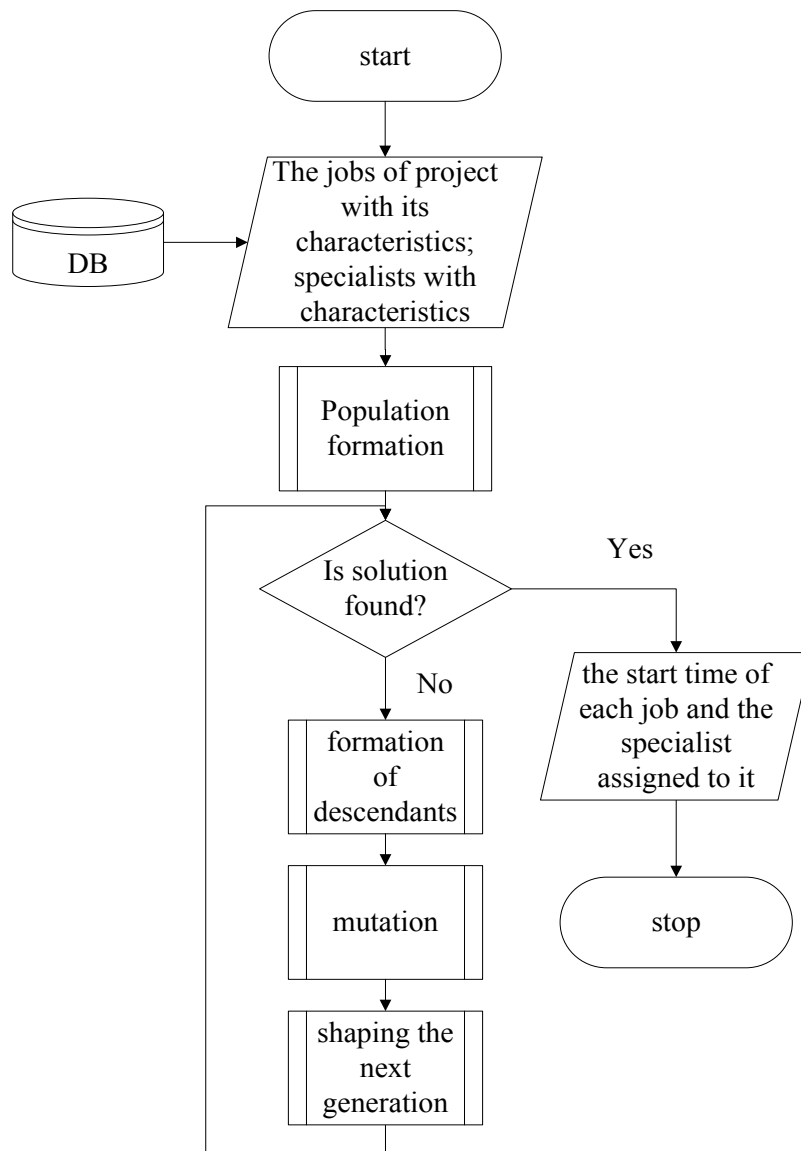 start
The jobs of project
with its
characteristics;
specialists with
characteristics
DB
Population
formation
Is solution
found?
Yes
No
the start time of
each job and the
specialist
assigned to it
formation
of
descendants
mutation
stop
shaping the
next
generation